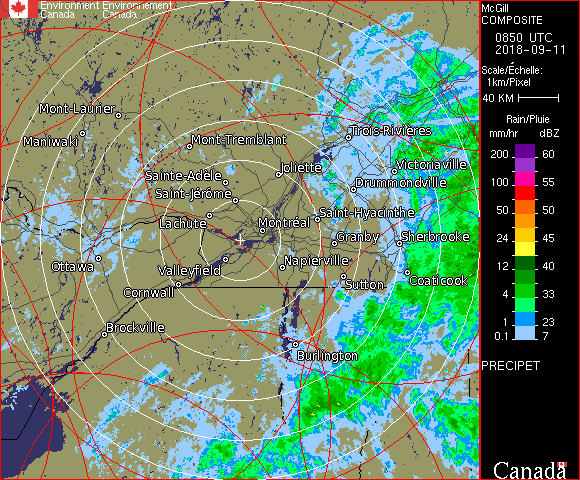 Environment Environnement
Canada Canada
McGill
COMPOSITE
0850 UTC
2018-09-11
Scale/Échelle:
1km/Pixel
40 KM
Rain/Pluie
mm/hr dBZ
200 60
100 55
50 50
24 45
12 40
4 33
1 23
0.1 7
PRECIPET
Canada
Mont-Laurier
Maniwaki
Mont-Tremblant
Trois-Rivières
Sainte-Adèle
Joliette
Victoriaville
Saint-Jérôme
Drummondville
Lachute
Montréal
Saint-Hyacinthe
Granby
Sherbrooke
Ottawa
Valleyfield
Napierville
Cornwall
Sutton
Coaticook
Brockville
Burlington